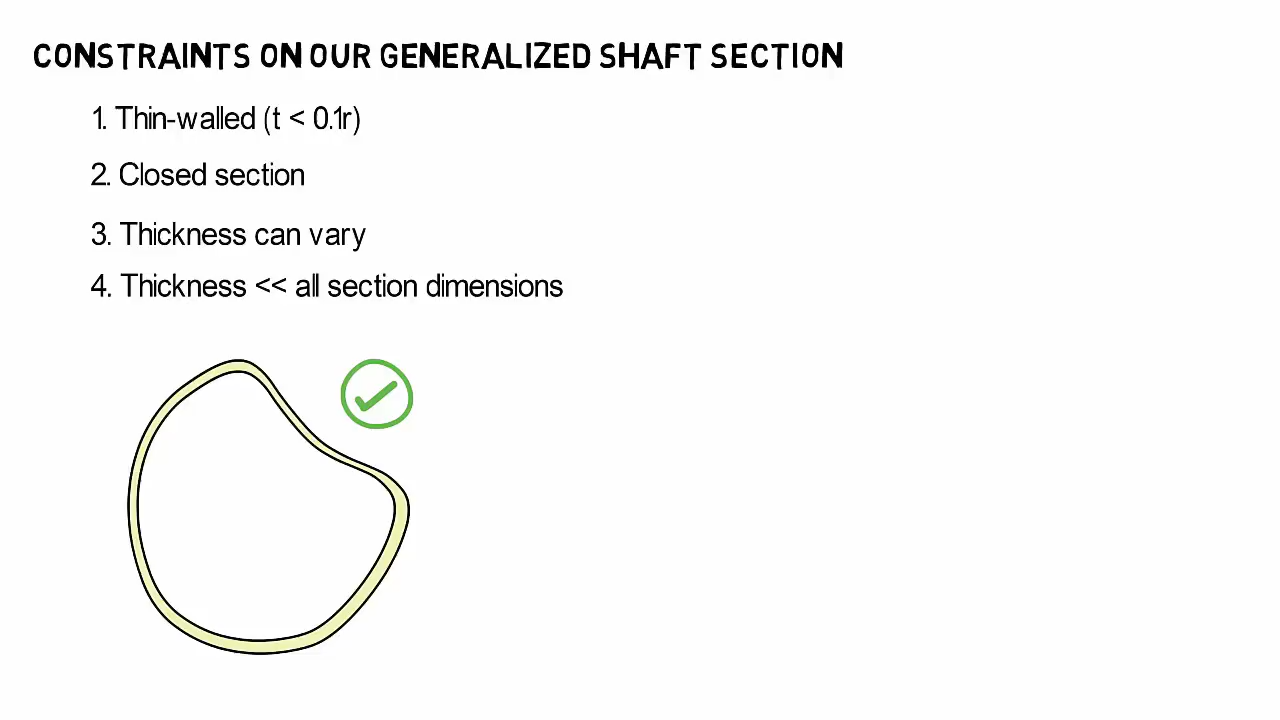 CONSTRAINTS ON OUR GENERALIZED SHAFT SECTION
1. Thin-walled (t < 0.1r)
2. Closed section
3. Thickness can vary
4. Thickness << all section dimensions